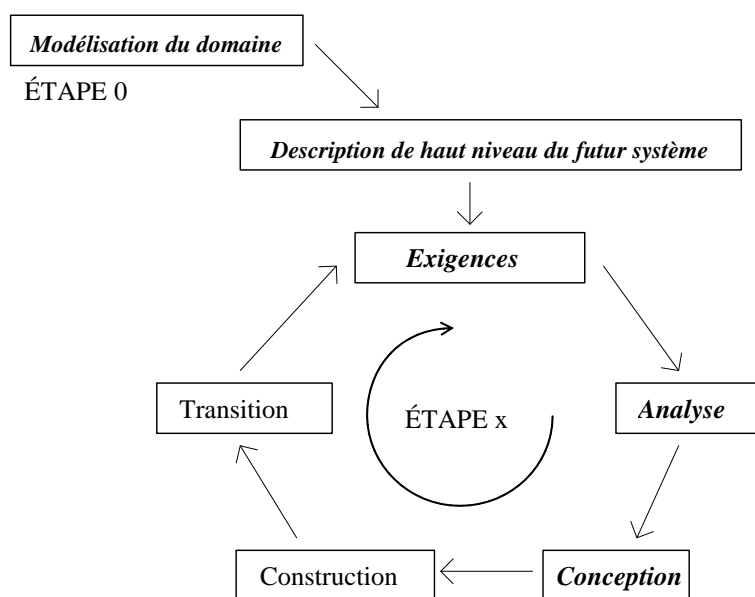 Modélisation du domaine
ÉTAPE 0
Description de haut niveau du futur système
Exigences
Transition
ÉTAPE x
Analyse
Construction
Conception